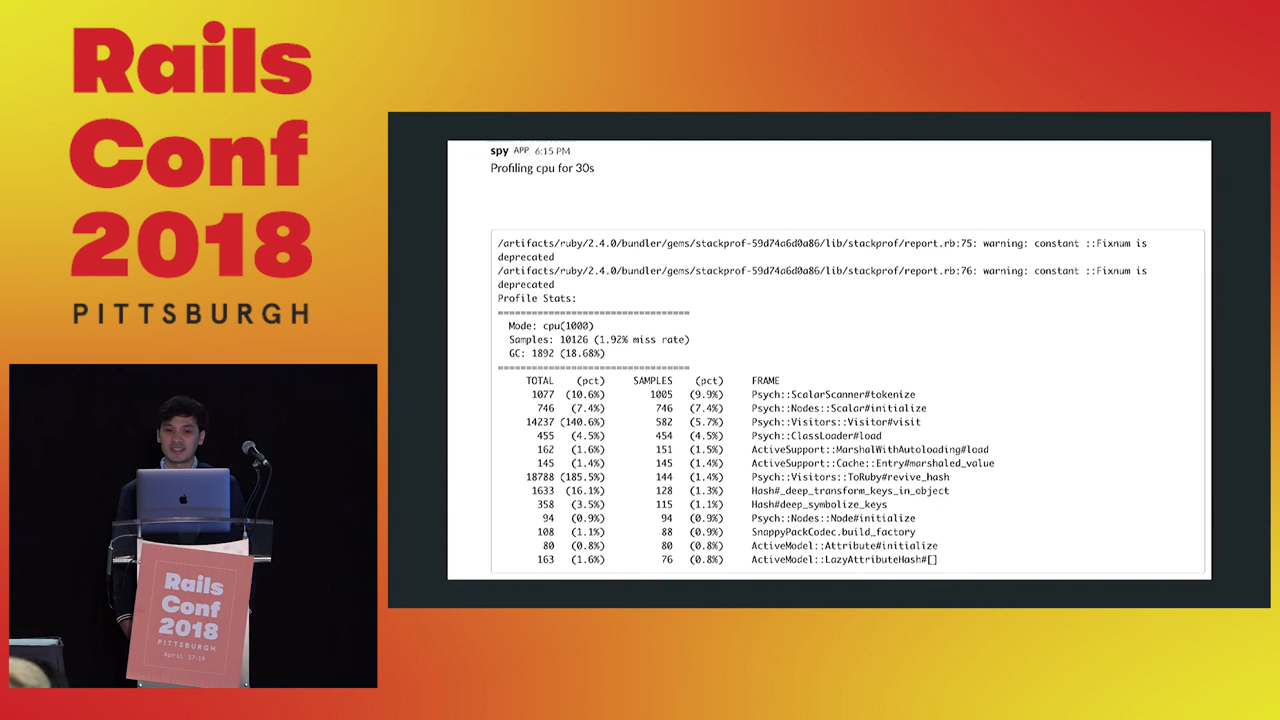 Rails
Conf
2018
PITTSBURGH
spy APP 6:15 PM
Profiling cpu for 30s
/artifacts/ruby/2.4.0/bundler/gems/stackprof-59d74a6d0a86/lib/stackprof/report.rb:75: warning: constant ::Fixnum is
deprecated
/artifacts/ruby/2.4.0/bundler/gems/stackprof-59d74a6d0a86/lib/stackprof/report.rb:76: warning: constant ::Fixnum is
deprecated
Profile Stats:
==================================
Mode: cpu(1000)
Samples: 10126 (1.92% miss rate)
GC: 1892 (18.68%)
==================================
TOTAL (pct) SAMPLES (pct) FRAME
1077 (10.6%) 1005 (9.9%) Psych::ScalarScanner#tokenize
746 (7.4%) 746 (7.4%) Psych::Nodes::Scalar#initialize
14237 (140.6%) 582 (5.7%) Psych::Visitors::Visitor#visit
455 (4.5%) 454 (4.5%) Psych::ClassLoader#load
162 (1.6%) 151 (1.5%) ActiveSupport::MarshalWithAutoloading#load
145 (1.4%) 145 (1.4%) ActiveSupport::Cache::Entry#marshaled_value
18788 (185.5%) 144 (1.4%) Psych::Visitors::ToRuby#revive_hash
1633 (16.1%) 128 (1.3%) Hash#_deep_transform_keys_in_object
358 (3.5%) 115 (1.1%) Hash#deep_symbolize_keys
94 (0.9%) 94 (0.9%) Psych::Nodes::Node#initialize
108 (1.1%) 88 (0.9%) SnappyPackCodec.build_factory
80 (0.8%) 80 (0.8%) ActiveModel::Attribute#initialize
163 (1.6%) 76 (0.8%) ActiveModel::LazyAttributeHash#[]
Rails
Conf
2018
PITTSBURGH
April 17-19